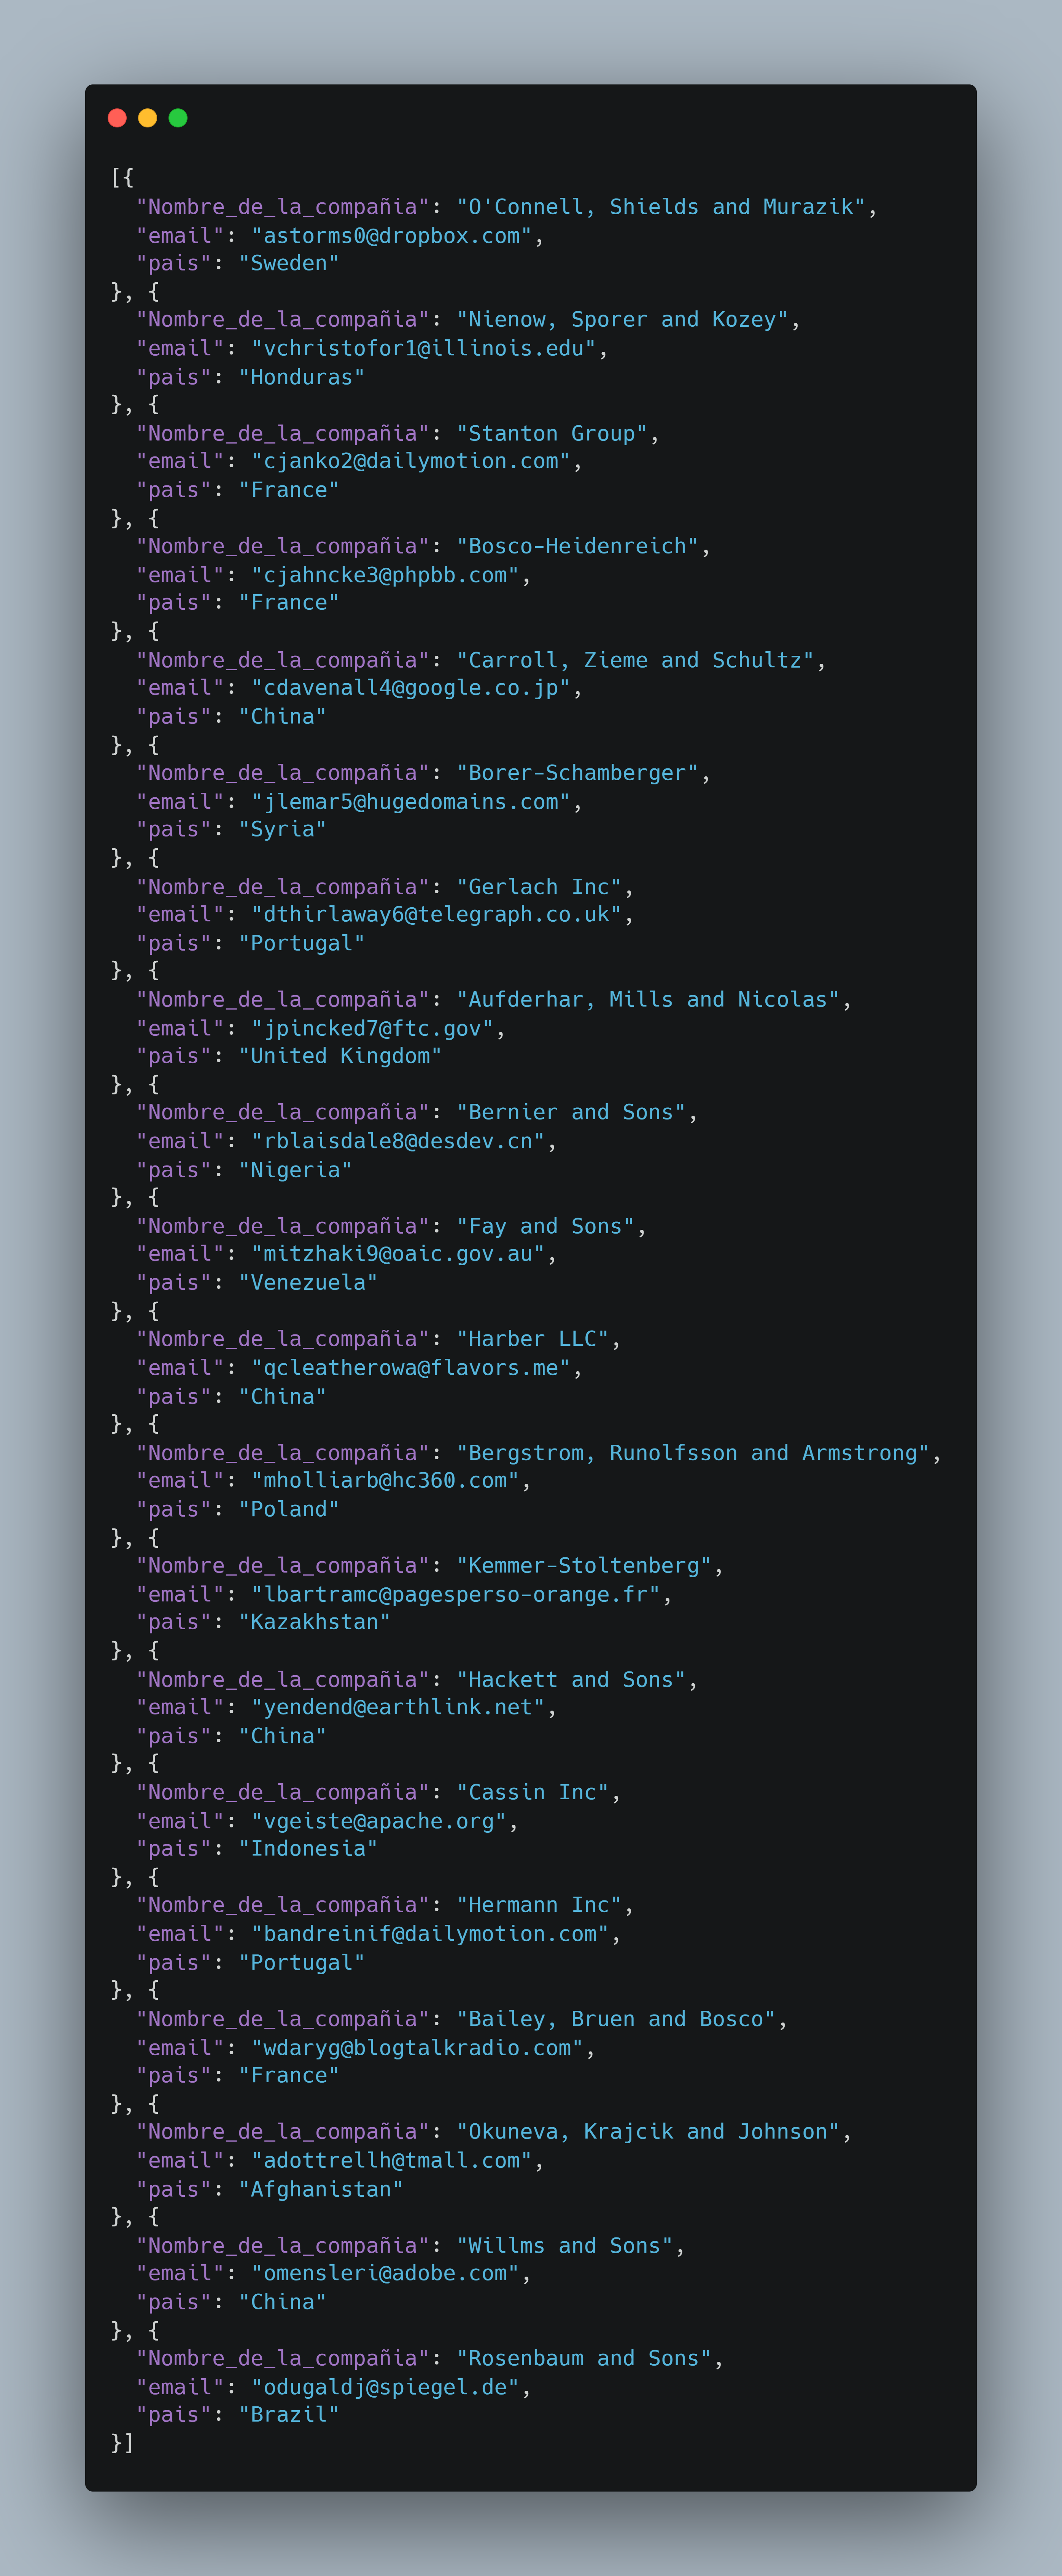 [{
  "Nombre_de_la_compañia": "O'Connell, Shields and Murazik",
  "email": "astorms0@dropbox.com",
  "pais": "Sweden"
}, {
  "Nombre_de_la_compañia": "Nienow, Sporer and Kozey",
  "email": "vchristofor1@illinois.edu",
  "pais": "Honduras"
}, {
  "Nombre_de_la_compañia": "Stanton Group",
  "email": "cjanko2@dailymotion.com",
  "pais": "France"
}, {
  "Nombre_de_la_compañia": "Bosco-Heidenreich",
  "email": "cjahncke3@phpbb.com",
  "pais": "France"
}, {
  "Nombre_de_la_compañia": "Carroll, Zieme and Schultz",
  "email": "cdavenall4@google.co.jp",
  "pais": "China"
}, {
  "Nombre_de_la_compañia": "Borer-Schamberger",
  "email": "jlemar5@hugedomains.com",
  "pais": "Syria"
}, {
  "Nombre_de_la_compañia": "Gerlach Inc",
  "email": "dthirlaway6@telegraph.co.uk",
  "pais": "Portugal"
}, {
  "Nombre_de_la_compañia": "Aufderhar, Mills and Nicolas",
  "email": "jpincked7@ftc.gov",
  "pais": "United Kingdom"
}, {
  "Nombre_de_la_compañia": "Bernier and Sons",
  "email": "rblaisdale8@desdev.cn",
  "pais": "Nigeria"
}, {
  "Nombre_de_la_compañia": "Fay and Sons",
  "email": "mitzhaki9@oaic.gov.au",
  "pais": "Venezuela"
}, {
  "Nombre_de_la_compañia": "Harber LLC",
  "email": "qcleatherowa@flavors.me",
  "pais": "China"
}, {
  "Nombre_de_la_compañia": "Bergstrom, Runolfsson and Armstrong",
  "email": "mholliarb@hc360.com",
  "pais": "Poland"
}, {
  "Nombre_de_la_compañia": "Kemmer-Stoltenberg",
  "email": "lbartramc@pagesperso-orange.fr",
  "pais": "Kazakhstan"
}, {
  "Nombre_de_la_compañia": "Hackett and Sons",
  "email": "yendend@earthlink.net",
  "pais": "China"
}, {
  "Nombre_de_la_compañia": "Cassin Inc",
  "email": "vgeiste@apache.org",
  "pais": "Indonesia"
}, {
  "Nombre_de_la_compañia": "Hermann Inc",
  "email": "bandreinif@dailymotion.com",
  "pais": "Portugal"
}, {
  "Nombre_de_la_compañia": "Bailey, Bruen and Bosco",
  "email": "wdaryg@blogtalkradio.com",
  "pais": "France"
}, {
  "Nombre_de_la_compañia": "Okuneva, Krajcik and Johnson",
  "email": "adottrellh@tmall.com",
  "pais": "Afghanistan"
}, {
  "Nombre_de_la_compañia": "Willms and Sons",
  "email": "omensleri@adobe.com",
  "pais": "China"
}, {
  "Nombre_de_la_compañia": "Rosenbaum and Sons",
  "email": "odugaldj@spiegel.de",
  "pais": "Brazil"
}]